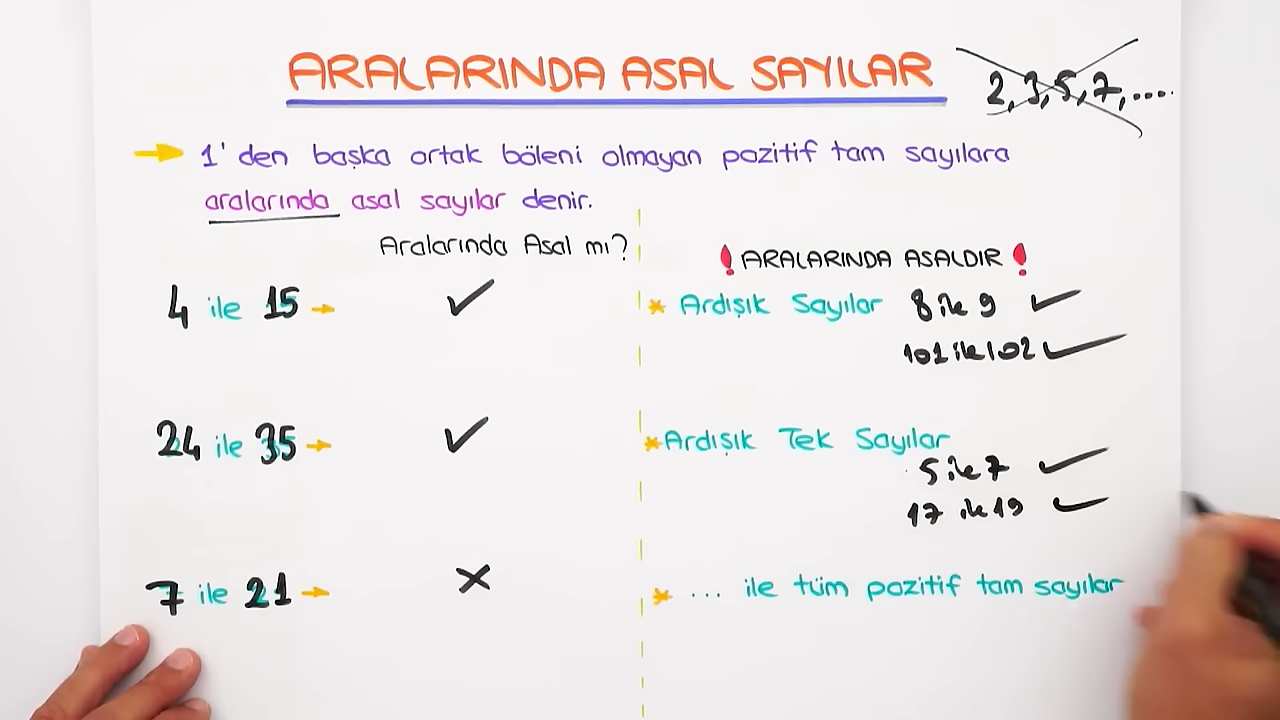 ARALARINDA ASAL SAYILAR
2, 3, 5, 7, ....
1'den başka ortak böleni olmayan pozitif tam sayılara
aralarında asal sayılar denir.
Aralarında Asal mı?
4 ile 15
24 ile 35
7 ile 21
! ARALARINDA ASALDIR !
* Ardışık Sayılar 8 ile 9
101 ile 102
* Ardışık Tek Sayılar
5 ile 7
17 ile 19
* ... ile tüm pozitif tam sayılar